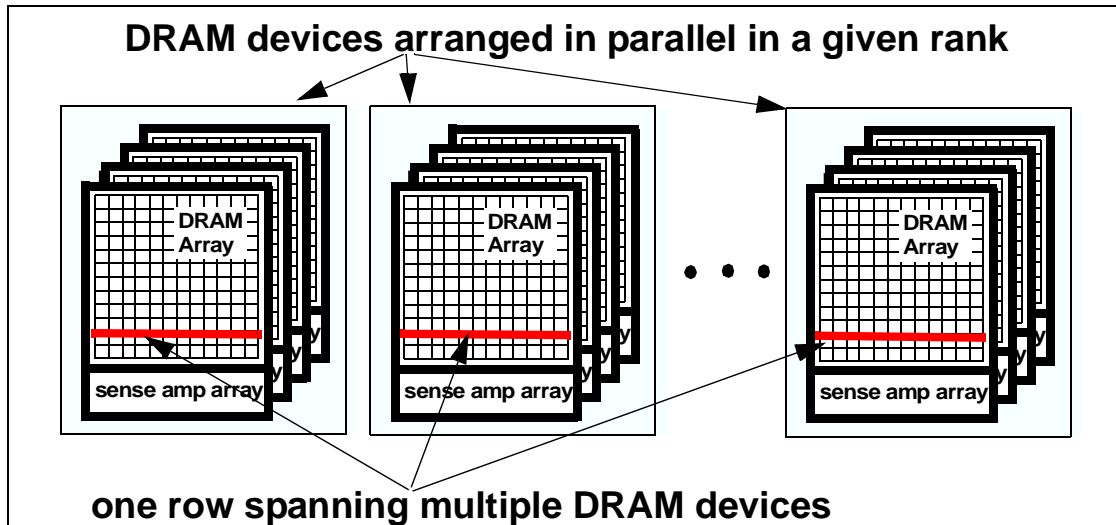 DRAM devices arranged in parallel in a given rank
DRAM
Array
sense amp array
y
y
y
DRAM
Array
sense amp array
y
y
y
DRAM
Array
sense amp array
y
y
y
one row spanning multiple DRAM devices